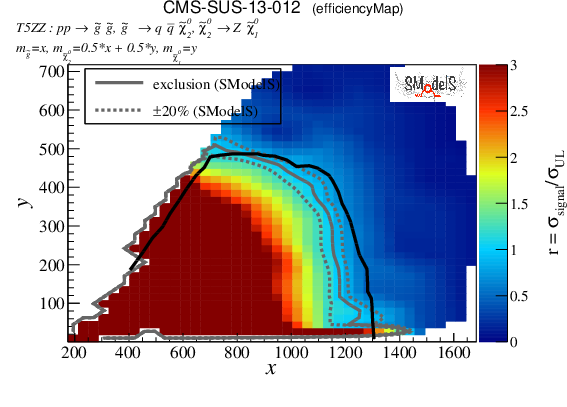 CMS-SUS-13-012 (efficiencyMap)
T5ZZ : pp → g̃ g̃, g̃ → q q̅ χ̃₂⁰, χ̃₂⁰ → Z χ̃₁⁰
m_g̃=x, m_χ̃₂⁰=0.5*x + 0.5*y, m_χ̃₁⁰=y
exclusion (SModelS)
±20% (SModelS)
SModelS
y
700
600
500
400
300
200
100
200 400 600 800 1000 1200 1400 1600
x
3
2.5
2
1.5
1
0.5
0
r = σ_signal/σ_UL